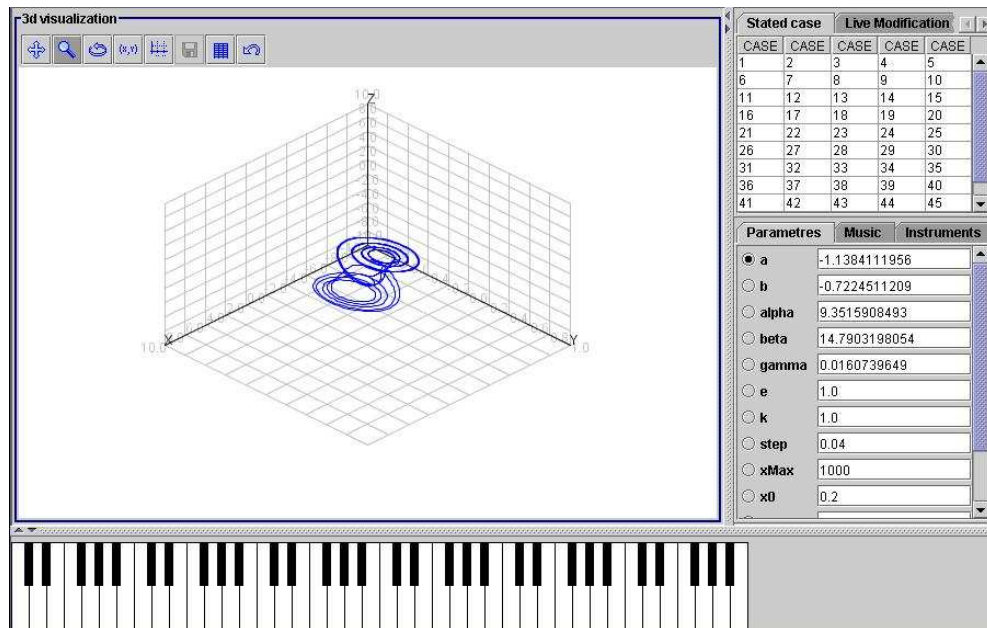 3d visualization
(X,Y)
Z
10.0
X
10.0
Y
1.0
Stated case
Live Modification
CASE CASE CASE CASE CASE
1 2 3 4 5
6 7 8 9 10
11 12 13 14 15
16 17 18 19 20
21 22 23 24 25
26 27 28 29 30
31 32 33 34 35
36 37 38 39 40
41 42 43 44 45
Parametres Music Instruments
a -1.1384111956
b -0.7224511209
alpha 9.3515908493
beta 14.7903198054
gamma 0.0160739649
e 1.0
k 1.0
step 0.04
xMax 1000
x0 0.2